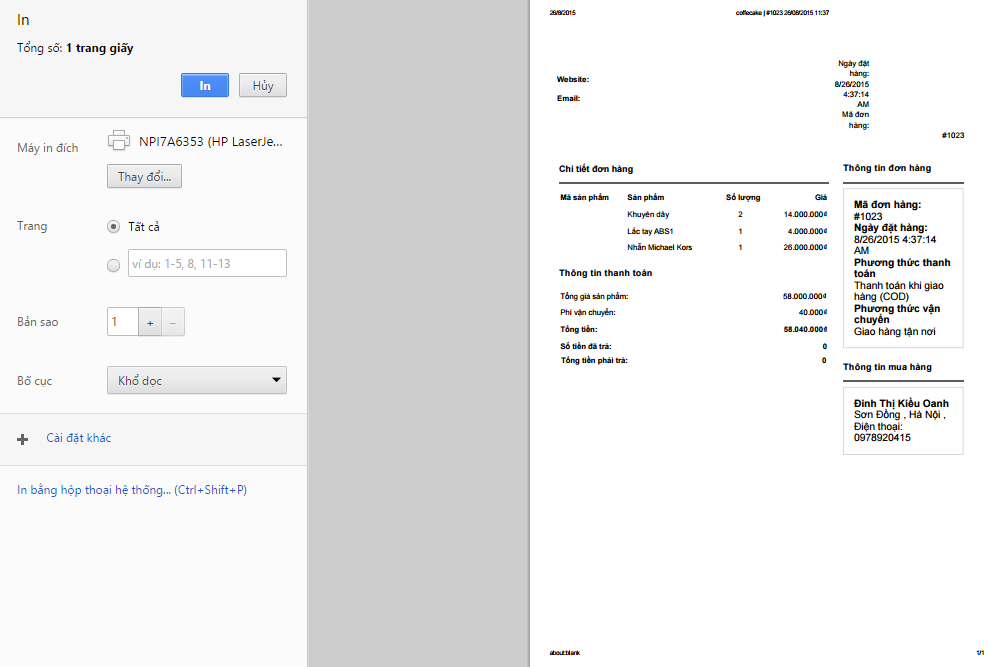 In
Tổng số: 1 trang giấy
In Hủy
Máy in đích NPI7A6353 (HP LaserJe...
Thay đổi...
Trang Tất cả
ví dụ: 1-5, 8, 11-13
Bản sao 1 + −
Bố cục Khổ dọc
+ Cài đặt khác
In bằng hộp thoại hệ thống... (Ctrl+Shift+P)
26/8/2015 coffecake | #1023 26/08/2015 11:37
Website:
Email:
Ngày đặt
hàng:
8/26/2015
4:37:14
AM
Mã đơn
hàng:
#1023
Chi tiết đơn hàng
Mã sản phẩm Sản phẩm Số lượng Giá
Khuyên dây 2 14.000.000₫
Lắc tay ABS1 1 4.000.000₫
Nhẫn Michael Kors 1 26.000.000₫
Thông tin thanh toán
Tổng giá sản phẩm: 58.000.000₫
Phí vận chuyển: 40.000₫
Tổng tiền: 58.040.000₫
Số tiền đã trả: 0
Tổng tiền phải trả: 0
Thông tin đơn hàng
Mã đơn hàng:
#1023
Ngày đặt hàng:
8/26/2015 4:37:14
AM
Phương thức thanh
toán
Thanh toán khi giao
hàng (COD)
Phương thức vận
chuyển
Giao hàng tận nơi
Thông tin mua hàng
Đinh Thị Kiều Oanh
Sơn Đồng , Hà Nội ,
Điện thoại:
0978920415
about:blank 1/1